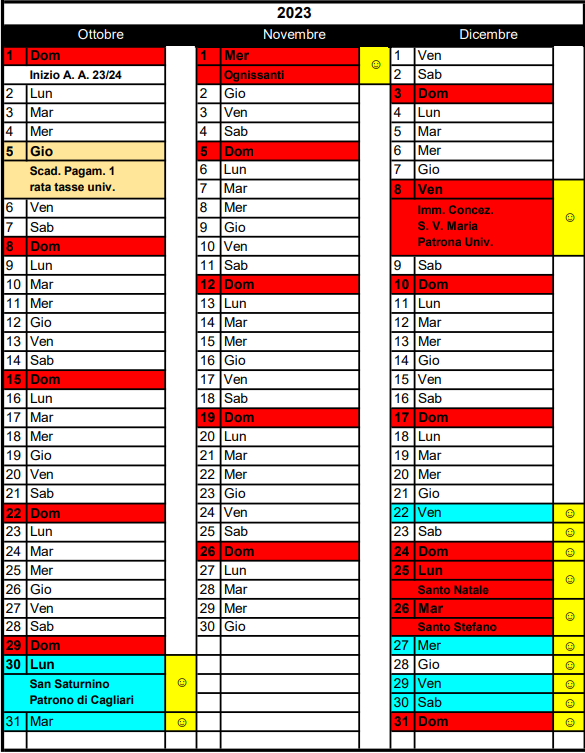 2023
Ottobre
1 Dom
Inizio A. A. 23/24
2 Lun
3 Mar
4 Mer
5 Gio
Scad. Pagam. 1
rata tasse univ.
6 Ven
7 Sab
8 Dom
9 Lun
10 Mar
11 Mer
12 Gio
13 Ven
14 Sab
15 Dom
16 Lun
17 Mar
18 Mer
19 Gio
20 Ven
21 Sab
22 Dom
23 Lun
24 Mar
25 Mer
26 Gio
27 Ven
28 Sab
29 Dom
30 Lun ☺
San Saturnino
Patrono di Cagliari
31 Mar ☺
Novembre
1 Mer ☺
Ognissanti
2 Gio
3 Ven
4 Sab
5 Dom
6 Lun
7 Mar
8 Mer
9 Gio
10 Ven
11 Sab
12 Dom
13 Lun
14 Mar
15 Mer
16 Gio
17 Ven
18 Sab
19 Dom
20 Lun
21 Mar
22 Mer
23 Gio
24 Ven
25 Sab
26 Dom
27 Lun
28 Mar
29 Mer
30 Gio
Dicembre
1 Ven
2 Sab
3 Dom
4 Lun
5 Mar
6 Mer
7 Gio
8 Ven ☺
Imm. Concez.
S. V. Maria
Patrona Univ.
9 Sab
10 Dom
11 Lun
12 Mar
13 Mer
14 Gio
15 Ven
16 Sab
17 Dom
18 Lun
19 Mar
20 Mer
21 Gio
22 Ven ☺
23 Sab ☺
24 Dom ☺
25 Lun ☺
Santo Natale
26 Mar ☺
Santo Stefano
27 Mer ☺
28 Gio ☺
29 Ven ☺
30 Sab ☺
31 Dom ☺